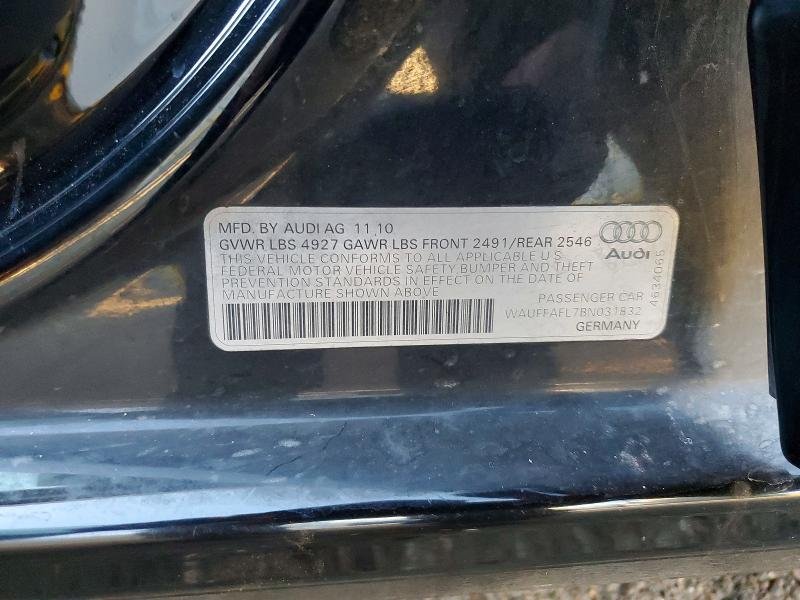 MFD. BY AUDI AG 11.10
GVWR LBS 4927 GAWR LBS FRONT 2491/REAR 2546
THIS VEHICLE CONFORMS TO ALL APPLICABLE U S
FEDERAL MOTOR VEHICLE SAFETY,BUMPER AND THEFT
PREVENTION STANDARDS IN EFFECT ON THE DATE OF
MANUFACTURE SHOWN ABOVE
Audi
4634065
PASSENGER CAR
WAUFFAFL7BN031832
GERMANY